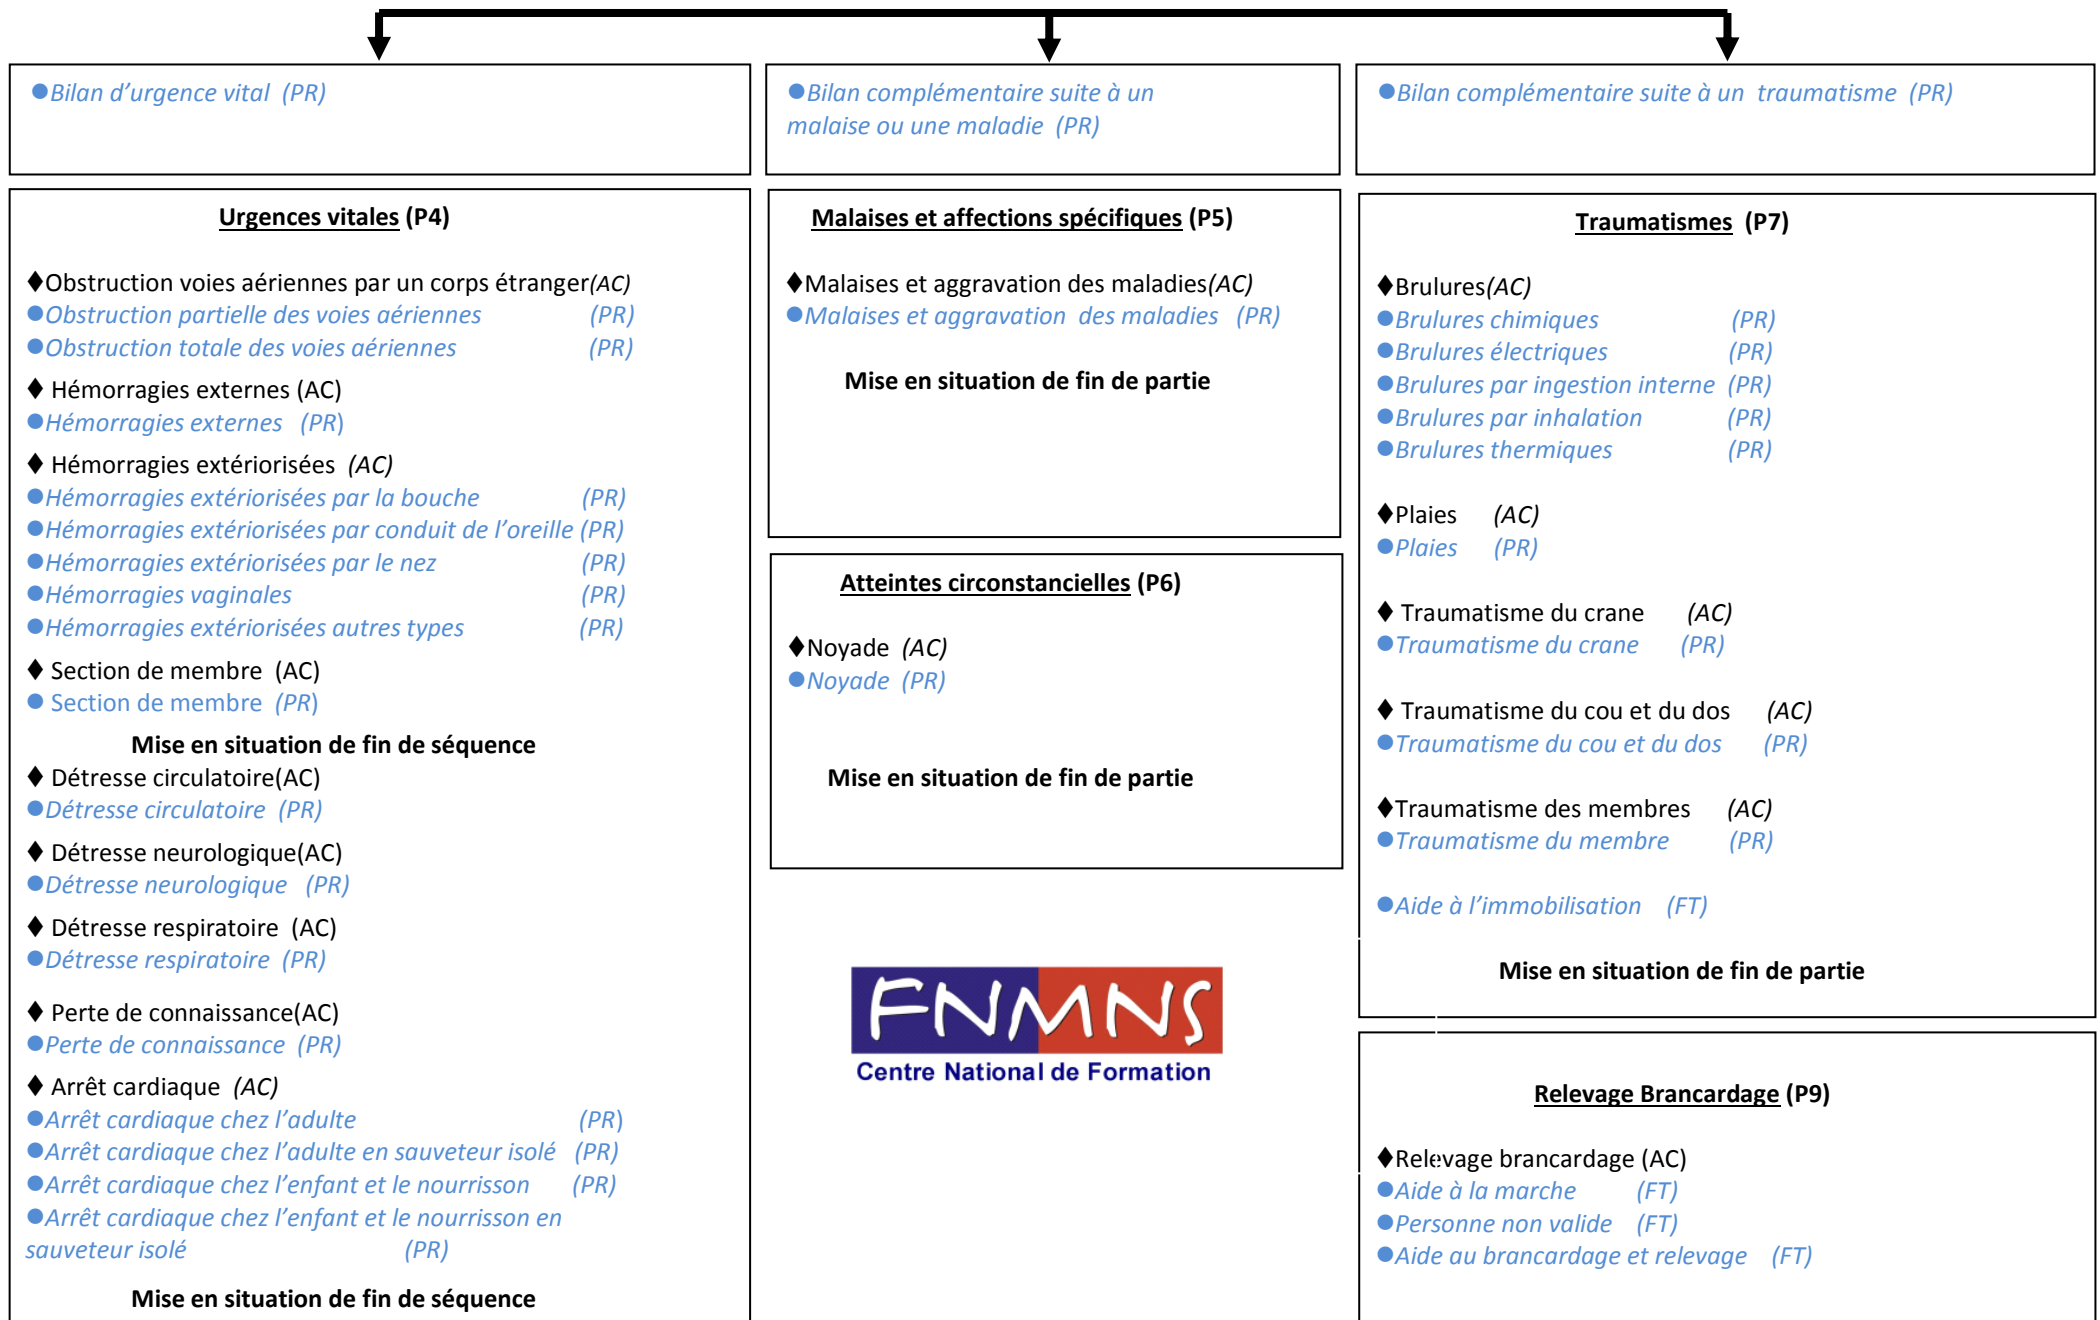 ●Bilan d’urgence vital (PR)
●Bilan complémentaire suite à un
malaise ou une maladie (PR)
●Bilan complémentaire suite à un traumatisme (PR)
Urgences vitales (P4)
♦Obstruction voies aériennes par un corps étranger(AC)
●Obstruction partielle des voies aériennes (PR)
●Obstruction totale des voies aériennes (PR)
♦ Hémorragies externes (AC)
●Hémorragies externes (PR)
♦ Hémorragies extériorisées (AC)
●Hémorragies extériorisées par la bouche (PR)
●Hémorragies extériorisées par conduit de l’oreille (PR)
●Hémorragies extériorisées par le nez (PR)
●Hémorragies vaginales (PR)
●Hémorragies extériorisées autres types (PR)
♦ Section de membre (AC)
● Section de membre (PR)
Mise en situation de fin de séquence
♦ Détresse circulatoire(AC)
●Détresse circulatoire (PR)
♦ Détresse neurologique(AC)
●Détresse neurologique (PR)
♦ Détresse respiratoire (AC)
●Détresse respiratoire (PR)
♦ Perte de connaissance(AC)
●Perte de connaissance (PR)
♦ Arrêt cardiaque (AC)
●Arrêt cardiaque chez l’adulte (PR)
●Arrêt cardiaque chez l’adulte en sauveteur isolé (PR)
●Arrêt cardiaque chez l’enfant et le nourrisson (PR)
●Arrêt cardiaque chez l’enfant et le nourrisson en
sauveteur isolé (PR)
Mise en situation de fin de séquence
Malaises et affections spécifiques (P5)
♦Malaises et aggravation des maladies(AC)
●Malaises et aggravation des maladies (PR)
Mise en situation de fin de partie
Atteintes circonstancielles (P6)
♦Noyade (AC)
●Noyade (PR)
Mise en situation de fin de partie
FNMNS
Centre National de Formation
Traumatismes (P7)
♦Brulures(AC)
●Brulures chimiques (PR)
●Brulures électriques (PR)
●Brulures par ingestion interne (PR)
●Brulures par inhalation (PR)
●Brulures thermiques (PR)
♦Plaies (AC)
●Plaies (PR)
♦ Traumatisme du crane (AC)
●Traumatisme du crane (PR)
♦ Traumatisme du cou et du dos (AC)
●Traumatisme du cou et du dos (PR)
♦Traumatisme des membres (AC)
●Traumatisme du membre (PR)
●Aide à l’immobilisation (FT)
Mise en situation de fin de partie
Relevage Brancardage (P9)
♦Relevage brancardage (AC)
●Aide à la marche (FT)
●Personne non valide (FT)
●Aide au brancardage et relevage (FT)